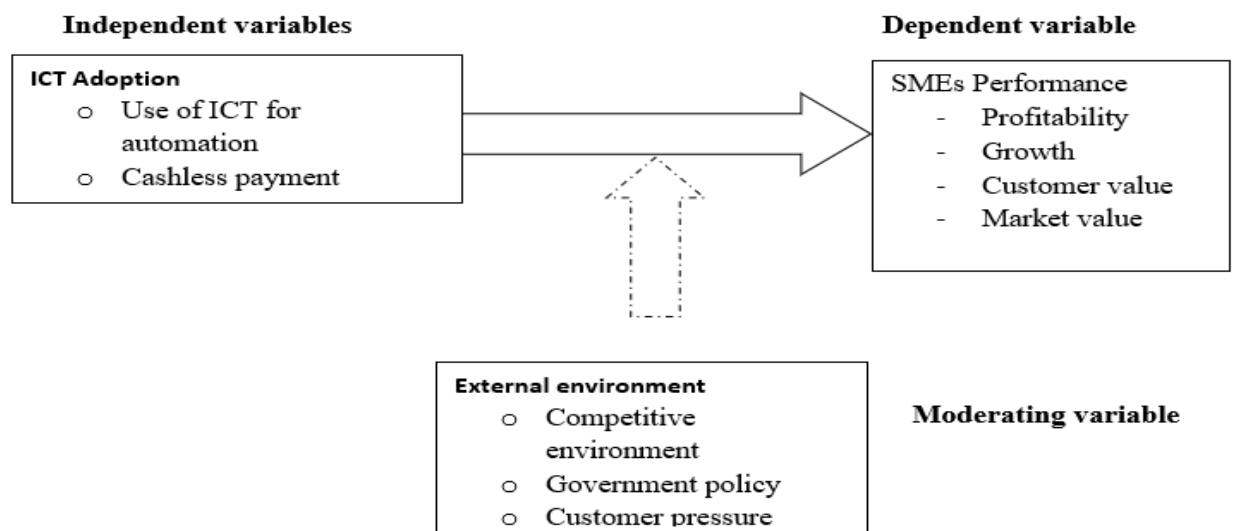 Independent variables
ICT Adoption
o Use of ICT for
automation
o Cashless payment
Dependent variable
SMEs Performance
- Profitability
- Growth
- Customer value
- Market value
External environment
o Competitive
environment
o Government policy
o Customer pressure
Moderating variable